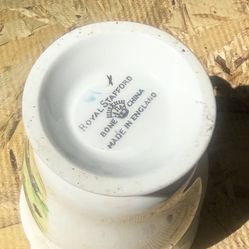 ROYAL STAFFORD
BONE CHINA
MADE IN ENGLAND